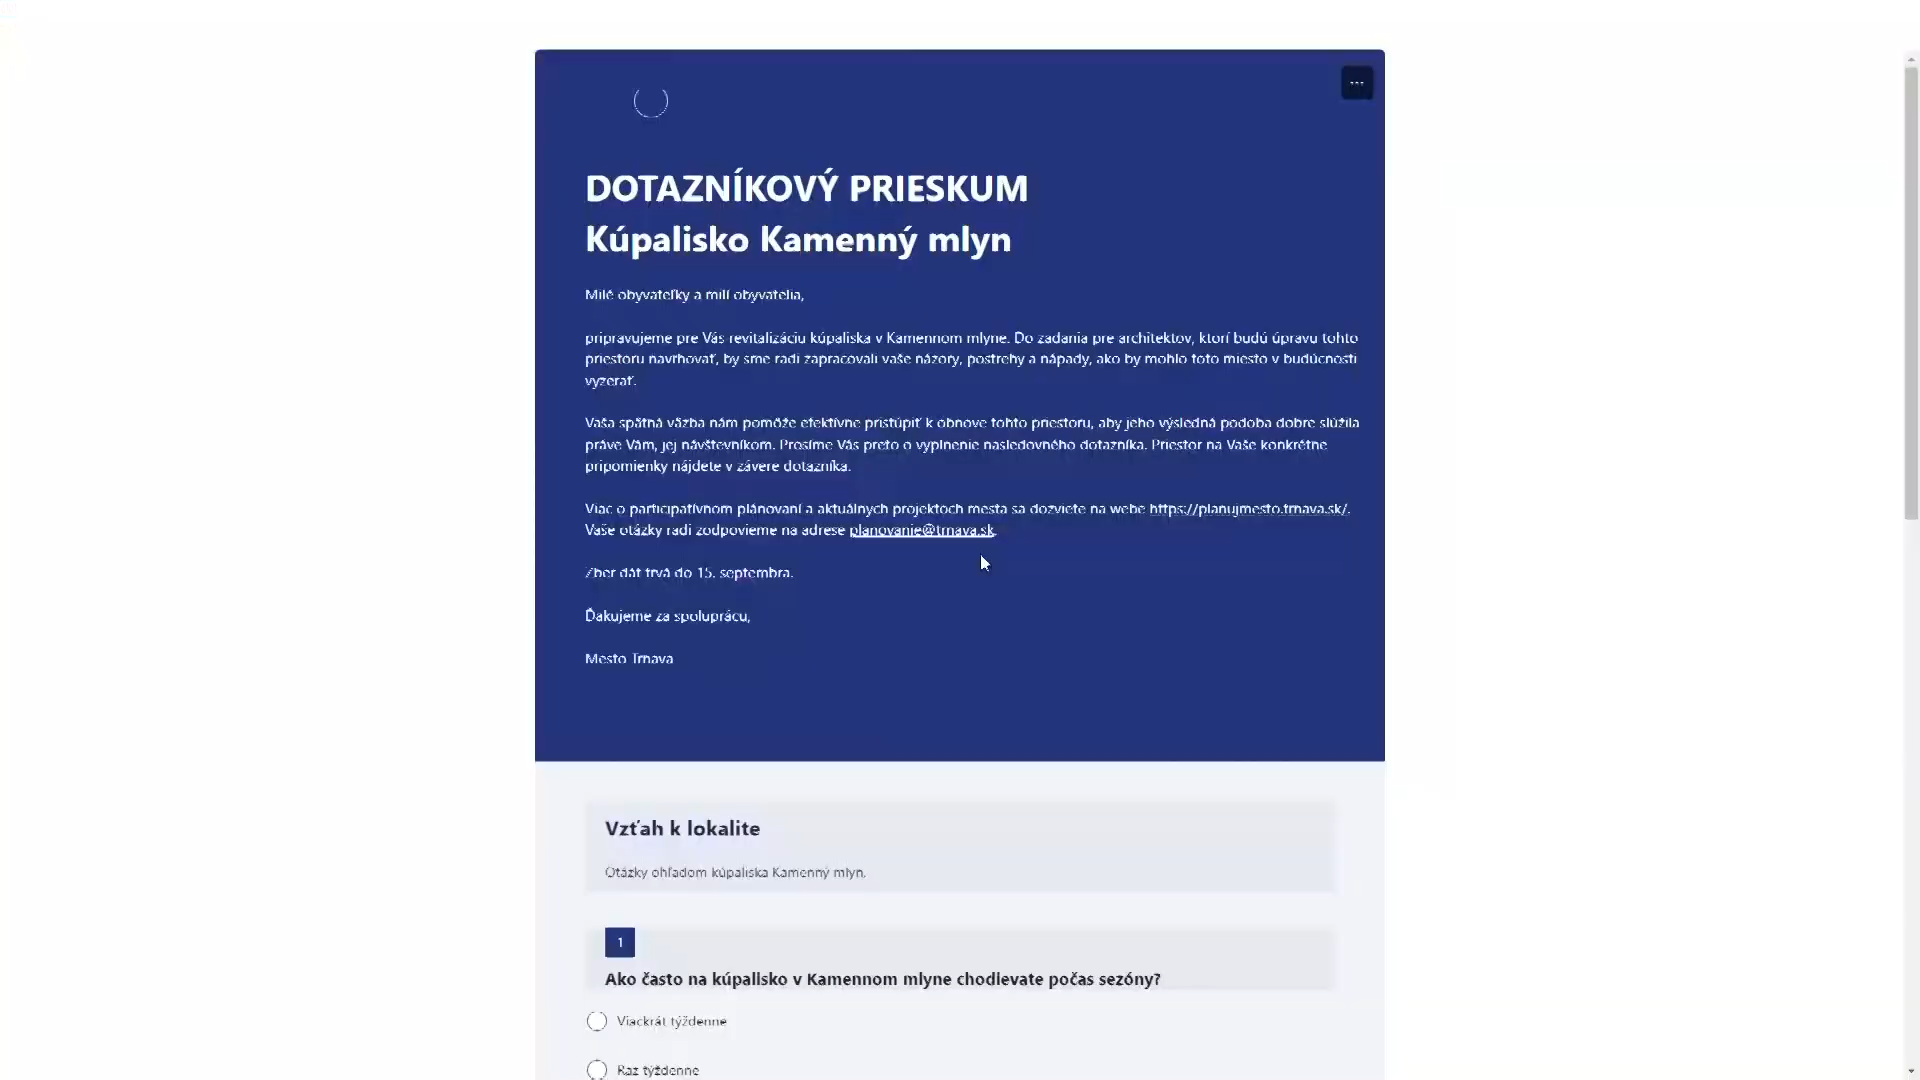 DOTAZNÍKOVÝ PRIESKUM
Kúpalisko Kamenný mlyn
Milé obyvateľky a milí obyvatelia,
pripravujeme pre Vás revitalizáciu kúpaliska v Kamennom mlyne. Do zadania pre architektov, ktorí budú úpravu tohto
priestoru navrhovať, by sme radi zapracovali vaše názory, postrehy a nápady, ako by mohlo toto miesto v budúcnosti
vyzerať.
Vaša spätná väzba nám pomôže efektívne pristúpiť k obnove tohto priestoru, aby jeho výsledná podoba dobre slúžila
práve Vám, jej návštevníkom. Prosíme Vás preto o vyplnenie nasledovného dotazníka. Priestor na Vaše konkrétne
pripomienky nájdete v závere dotazníka.
Viac o participatívnom plánovaní a aktuálnych projektoch mesta sa dozviete na webe https://planujmesto.trnava.sk/.
Vaše otázky radi zodpovieme na adrese planovanie@trnava.sk.
Zber dát trvá do 15. septembra.
Ďakujeme za spoluprácu,
Mesto Trnava
Vzťah k lokalite
Otázky ohľadom kúpaliska Kamenný mlyn.
1
Ako často na kúpalisko v Kamennom mlyne chodievate počas sezóny?
Viackrát týždenne
Raz týždenne